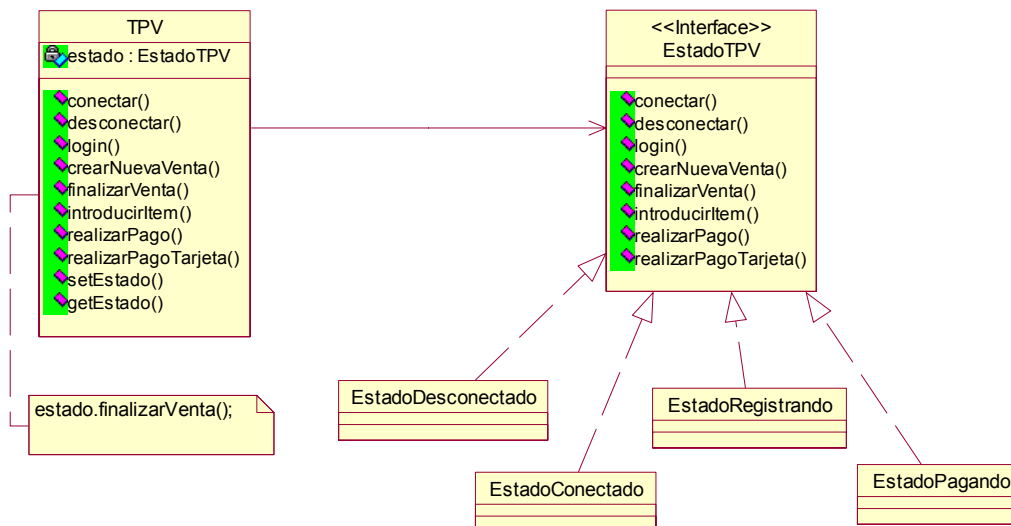 TPV
estado : EstadoTPV
conectar()
desconectar()
login()
crearNuevaVenta()
finalizarVenta()
introducirItem()
realizarPago()
realizarPagoTarjeta()
setEstado()
getEstado()
<<Interface>>
EstadoTPV
conectar()
desconectar()
login()
crearNuevaVenta()
finalizarVenta()
introducirItem()
realizarPago()
realizarPagoTarjeta()
estado.finalizarVenta();
EstadoDesconectado
EstadoRegistrando
EstadoConectado
EstadoPagando